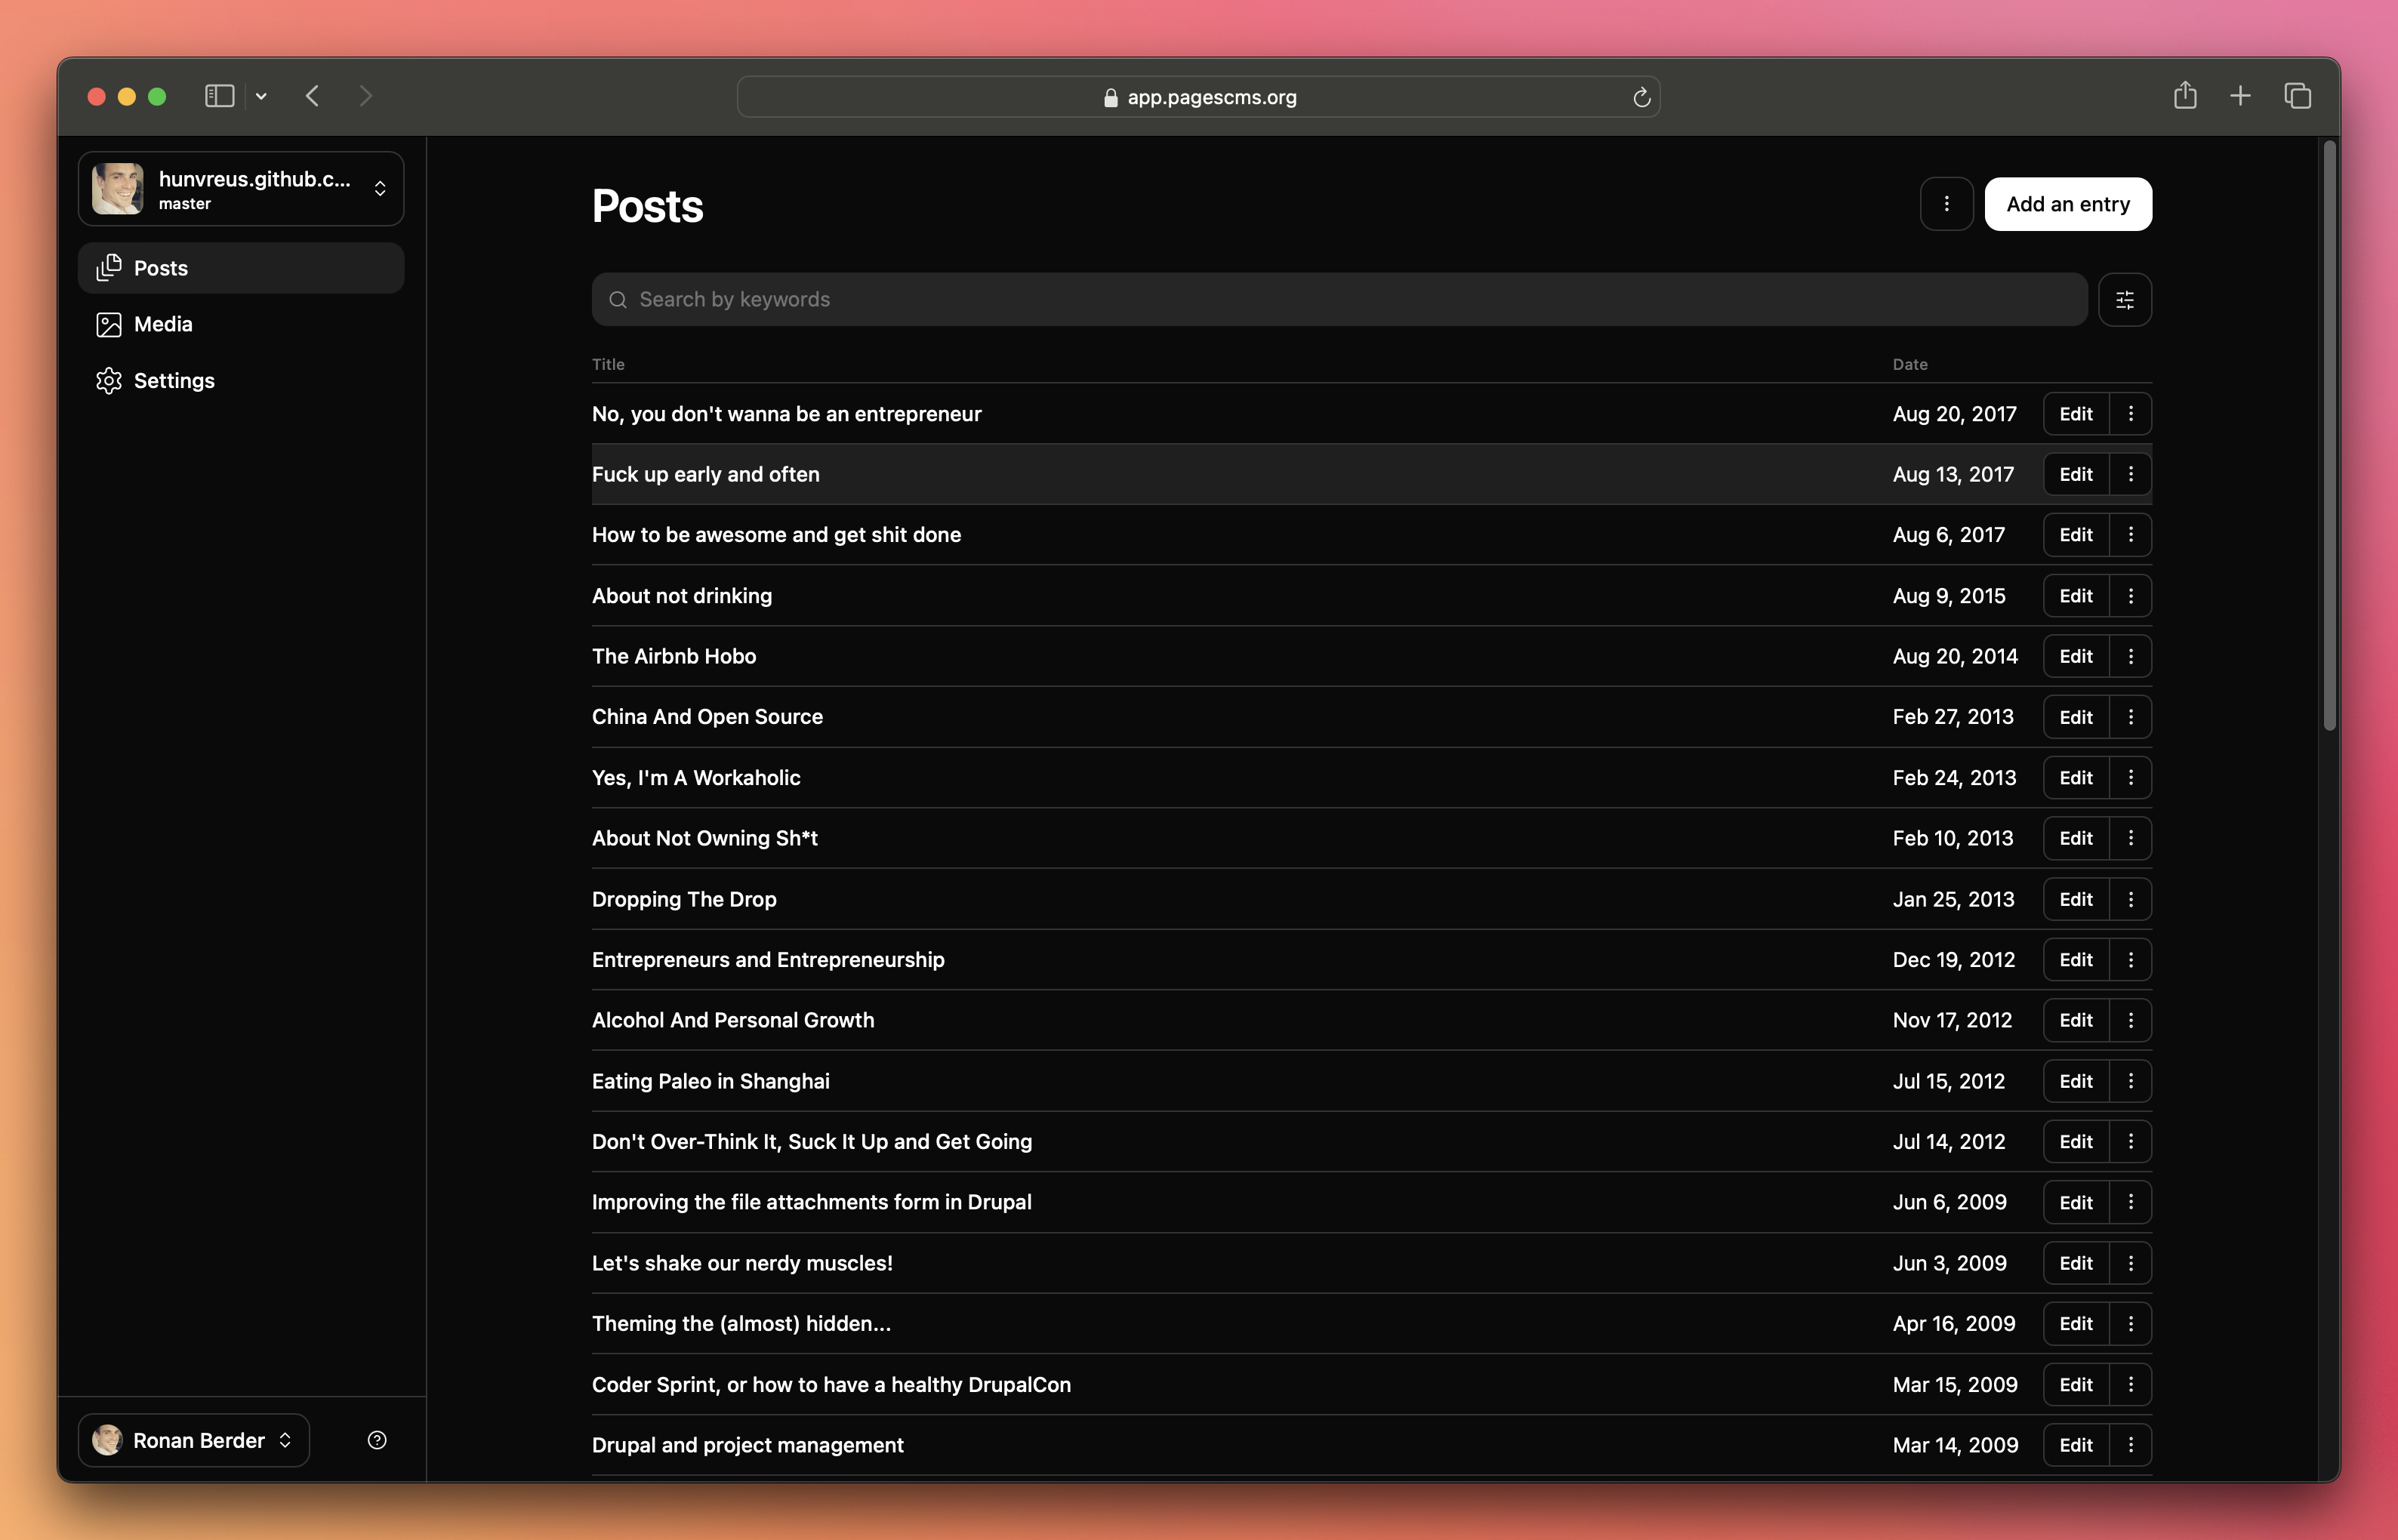 app.pagescms.org
hunvreus.github.c...
master
Posts
Media
Settings
Posts
Add an entry
Search by keywords
Title Date
No, you don't wanna be an entrepreneur Aug 20, 2017 Edit
Fuck up early and often Aug 13, 2017 Edit
How to be awesome and get shit done Aug 6, 2017 Edit
About not drinking Aug 9, 2015 Edit
The Airbnb Hobo Aug 20, 2014 Edit
China And Open Source Feb 27, 2013 Edit
Yes, I'm A Workaholic Feb 24, 2013 Edit
About Not Owning Sh*t Feb 10, 2013 Edit
Dropping The Drop Jan 25, 2013 Edit
Entrepreneurs and Entrepreneurship Dec 19, 2012 Edit
Alcohol And Personal Growth Nov 17, 2012 Edit
Eating Paleo in Shanghai Jul 15, 2012 Edit
Don't Over-Think It, Suck It Up and Get Going Jul 14, 2012 Edit
Improving the file attachments form in Drupal Jun 6, 2009 Edit
Let's shake our nerdy muscles! Jun 3, 2009 Edit
Theming the (almost) hidden... Apr 16, 2009 Edit
Coder Sprint, or how to have a healthy DrupalCon Mar 15, 2009 Edit
Drupal and project management Mar 14, 2009 Edit
Ronan Berder